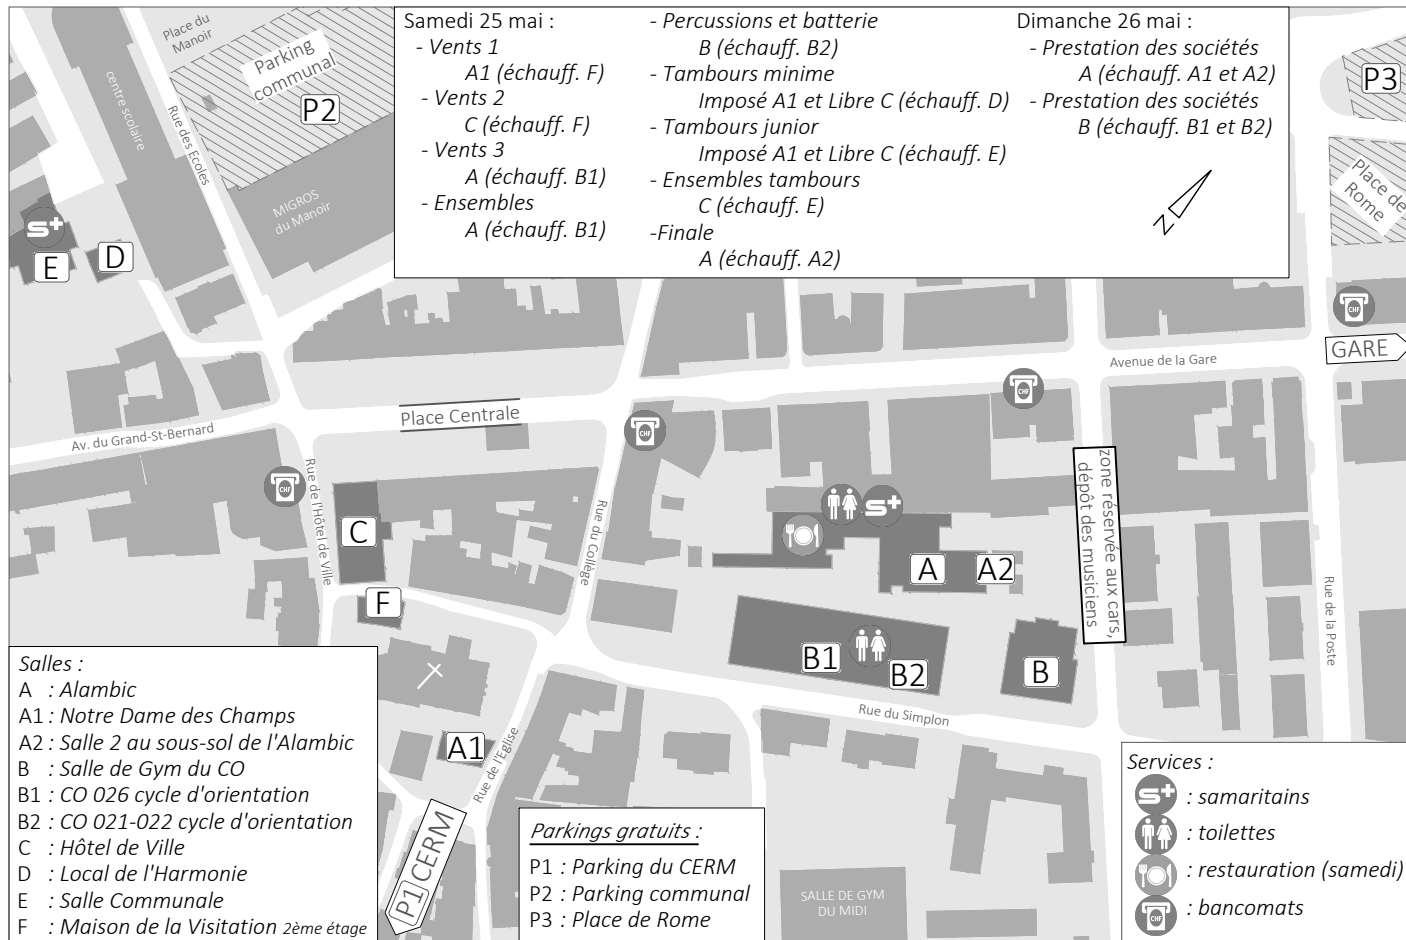 Samedi 25 mai :
- Vents 1
A1 (échauff. F)
- Vents 2
C (échauff. F)
- Vents 3
A (échauff. B1)
- Ensembles
A (échauff. B1)
- Percussions et batterie
B (échauff. B2)
- Tambours minime
Imposé A1 et Libre C (échauff. D)
- Tambours junior
Imposé A1 et Libre C (échauff. E)
- Ensembles tambours
C (échauff. E)
-Finale
A (échauff. A2)
Dimanche 26 mai :
- Prestation des sociétés
A (échauff. A1 et A2)
- Prestation des sociétés
B (échauff. B1 et B2)
N
Place du
Manoir
Parking
communal
P2
centre scolaire
Rue des Ecoles
MIGROS
du Manoir
P3
Place de
Rome
S+
E
D
CHF
GARE
Avenue de la Gare
CHF
Place Centrale
CHF
Av. du Grand-St-Bernard
CHF
Rue de l'Hôtel de Ville
C
F
Rue du Collège
S+
A
A2
zone réservée aux cars,
dépôt des musiciens
Rue de la Poste
B1
B2
B
Rue du Simplon
A1
Rue de l'Eglise
P1 CERM
SALLE DE GYM
DU MIDI
Salles :
A : Alambic
A1 : Notre Dame des Champs
A2 : Salle 2 au sous-sol de l'Alambic
B : Salle de Gym du CO
B1 : CO 026 cycle d'orientation
B2 : CO 021-022 cycle d'orientation
C : Hôtel de Ville
D : Local de l'Harmonie
E : Salle Communale
F : Maison de la Visitation 2ème étage
Parkings gratuits :
P1 : Parking du CERM
P2 : Parking communal
P3 : Place de Rome
Services :
S+ : samaritains
: toilettes
: restauration (samedi)
CHF : bancomats